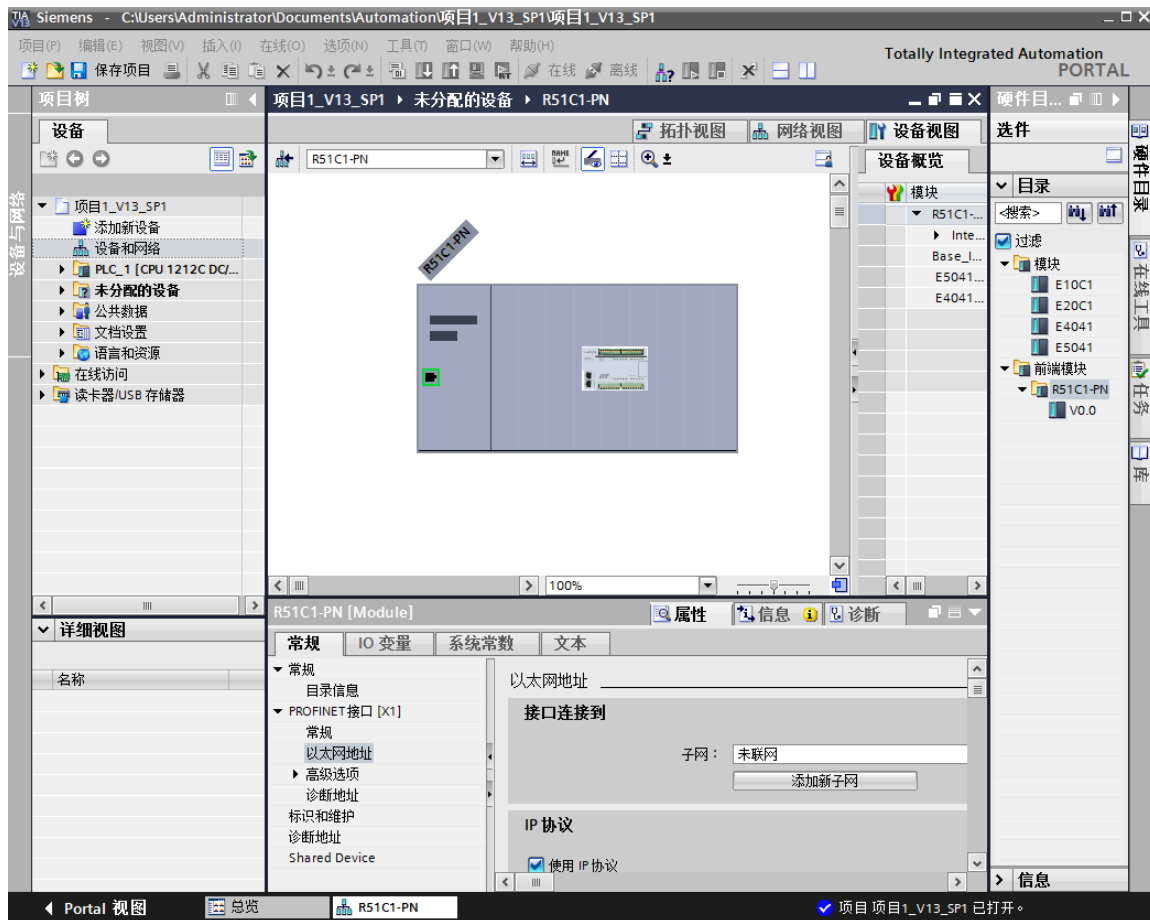 Siemens - C:\Users\Administrator\Documents\Automation\项目1_V13_SP1\项目1_V13_SP1
项目(P) 编辑(E) 视图(V) 插入(I) 在线(O) 选项(N) 工具(T) 窗口(W) 帮助(H)
Totally Integrated Automation
PORTAL
保存项目 在线 离线
项目树
项目1_V13_SP1 未分配的设备 R51C1-PN
硬件目...
设备
拓扑视图 网络视图 设备视图
选件
R51C1-PN
设备概览
目录
模块
<搜索>
过滤
项目1_V13_SP1
添加新设备
设备和网络
PLC_1 [CPU 1212C DC/...
未分配的设备
公共数据
文档设置
语言和资源
在线访问
读卡器/USB 存储器
设备与网络
R51C1-PN
R51C1-...
Inte...
Base_I...
E5041...
E4041...
模块
E10C1
E20C1
E4041
E5041
前端模块
R51C1-PN
V0.0
硬件目录
在线工具
任务
库
100%
详细视图
名称
R51C1-PN [Module]
属性 信息 诊断
常规 IO 变量 系统常数 文本
常规
目录信息
PROFINET接口 [X1]
常规
以太网地址
高级选项
诊断地址
标识和维护
诊断地址
Shared Device
以太网地址
接口连接到
子网： 未联网
添加新子网
IP 协议
使用 IP 协议
信息
Portal 视图 总览 R51C1-PN
项目 项目1_V13_SP1 已打开。